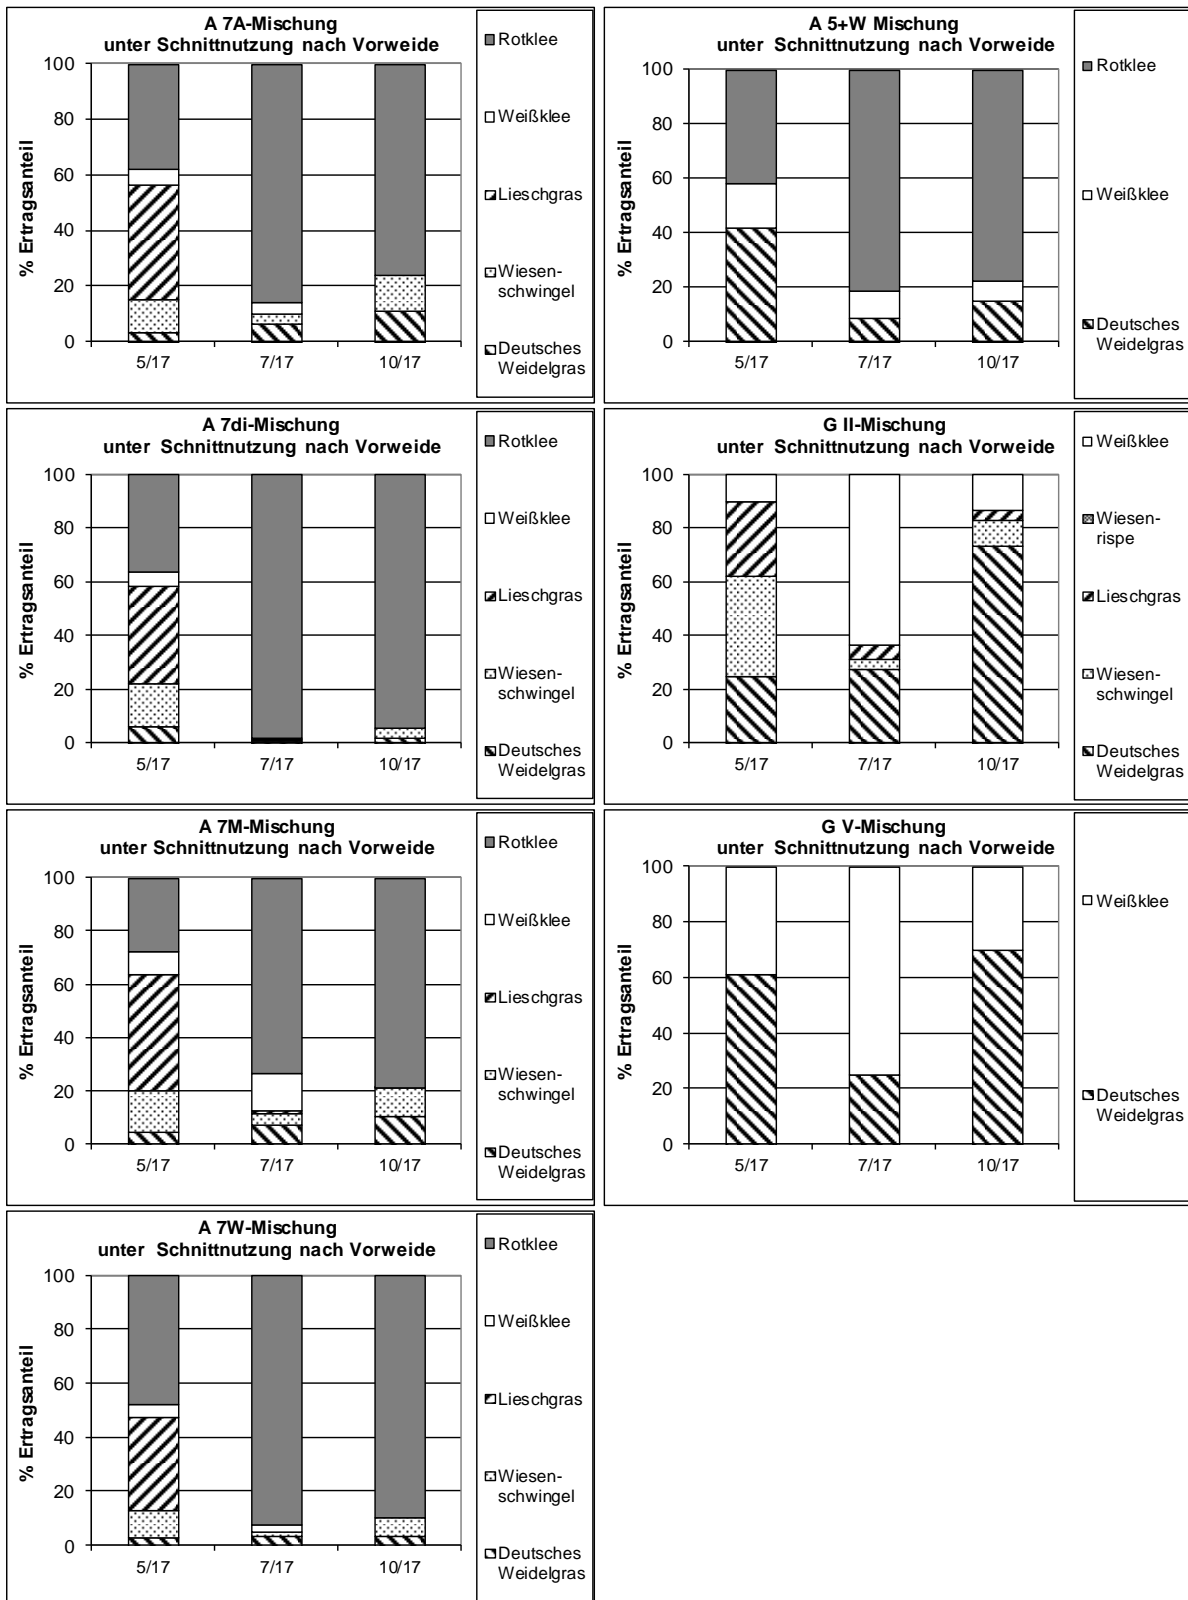 A 7A-Mischung
unter Schnittnutzung nach Vorweide
% Ertragsanteil
100
80
60
40
20
0
5/17
7/17
10/17
Rotklee
Weißklee
Lieschgras
Wiesen-
schwingel
Deutsches
Weidelgras
A 5+W Mischung
unter Schnittnutzung nach Vorweide
% Ertragsanteil
100
80
60
40
20
0
5/17
7/17
10/17
Rotklee
Weißklee
Deutsches
Weidelgras
A 7di-Mischung
unter Schnittnutzung nach Vorweide
% Ertragsanteil
100
80
60
40
20
0
5/17
7/17
10/17
Rotklee
Weißklee
Lieschgras
Wiesen-
schwingel
Deutsches
Weidelgras
G II-Mischung
unter Schnittnutzung nach Vorweide
% Ertragsanteil
100
80
60
40
20
0
5/17
7/17
10/17
Weißklee
Wiesen-
rispe
Lieschgras
Wiesen-
schwingel
Deutsches
Weidelgras
A 7M-Mischung
unter Schnittnutzung nach Vorweide
% Ertragsanteil
100
80
60
40
20
0
5/17
7/17
10/17
Rotklee
Weißklee
Lieschgras
Wiesen-
schwingel
Deutsches
Weidelgras
G V-Mischung
unter Schnittnutzung nach Vorweide
% Ertragsanteil
100
80
60
40
20
0
5/17
7/17
10/17
Weißklee
Deutsches
Weidelgras
A 7W-Mischung
unter Schnittnutzung nach Vorweide
% Ertragsanteil
100
80
60
40
20
0
5/17
7/17
10/17
Rotklee
Weißklee
Lieschgras
Wiesen-
schwingel
Deutsches
Weidelgras